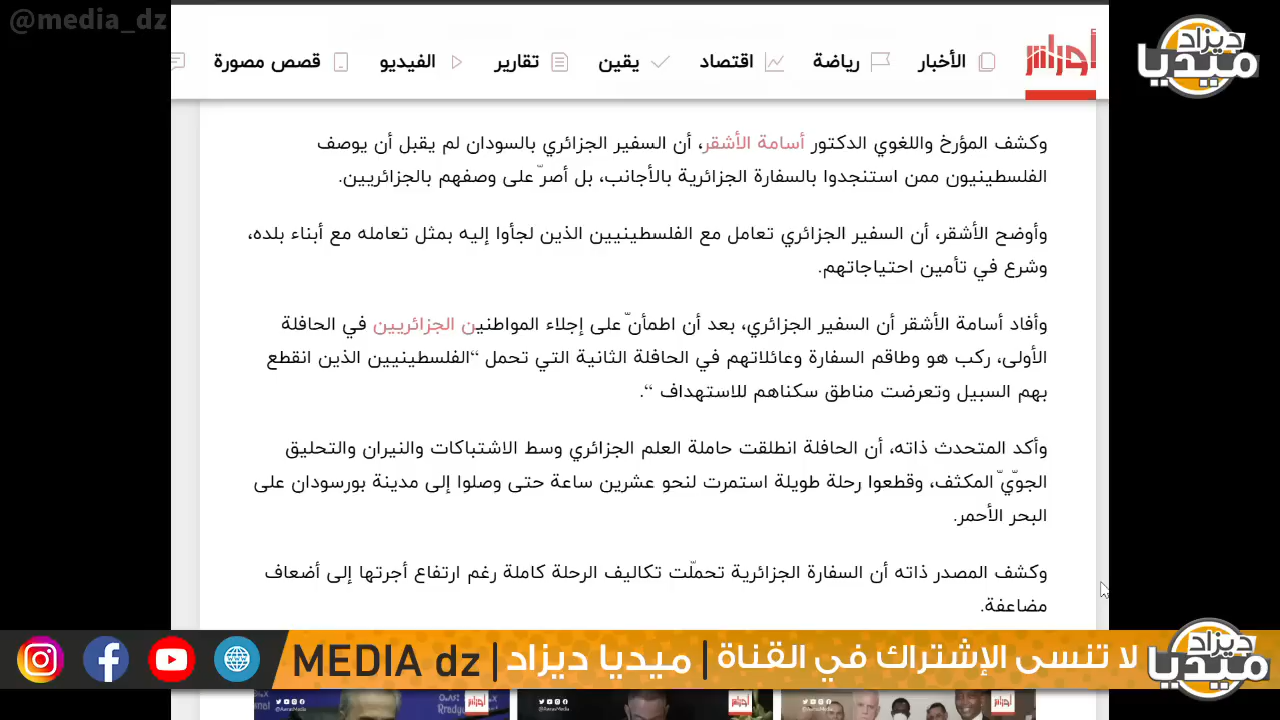 @media_dz
ديزاد
ميديا
أوراس
الأخبار
رياضة
اقتصاد
يقين
تقارير
الفيديو
قصص مصورة
وكشف المؤرخ واللغوي الدكتور أسامة الأشقر، أن السفير الجزائري بالسودان لم يقبل أن يوصف
الفلسطينيون ممن استنجدوا بالسفارة الجزائرية بالأجانب، بل أصرّ على وصفهم بالجزائريين.
وأوضح الأشقر، أن السفير الجزائري تعامل مع الفلسطينيين الذين لجأوا إليه بمثل تعامله مع أبناء بلده،
وشرع في تأمين احتياجاتهم.
وأفاد أسامة الأشقر أن السفير الجزائري، بعد أن اطمأنّ على إجلاء المواطنين الجزائريين في الحافلة
الأولى، ركب هو وطاقم السفارة وعائلاتهم في الحافلة الثانية التي تحمل “الفلسطينيين الذين انقطع
بهم السبيل وتعرضت مناطق سكناهم للاستهداف “.
وأكد المتحدث ذاته، أن الحافلة انطلقت حاملة العلم الجزائري وسط الاشتباكات والنيران والتحليق
الجوّيّ المكثف، وقطعوا رحلة طويلة استمرت لنحو عشرين ساعة حتى وصلوا إلى مدينة بورسودان على
البحر الأحمر.
وكشف المصدر ذاته أن السفارة الجزائرية تحمّلت تكاليف الرحلة كاملة رغم ارتفاع أجرتها إلى أضعاف
مضاعفة.
لا تنسى الإشتراك في القناة | ميديا ديزاد | MEDIA dz
ديزاد
ميديا
@AwrasMedia
أوراس
@AwrasMedia
أوراس
@AwrasMedia
أوراس